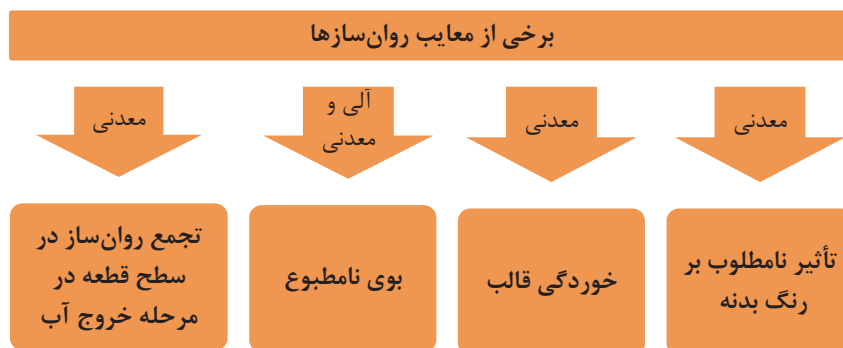 برخی از معایب روان‌سازها
معدنی
معدنی
آلی و
معدنی
معدنی
تأثیر نامطلوب بر
رنگ بدنه
خوردگی قالب
بوی نامطبوع
تجمع روان‌ساز در
سطح قطعه در
مرحله خروج آب